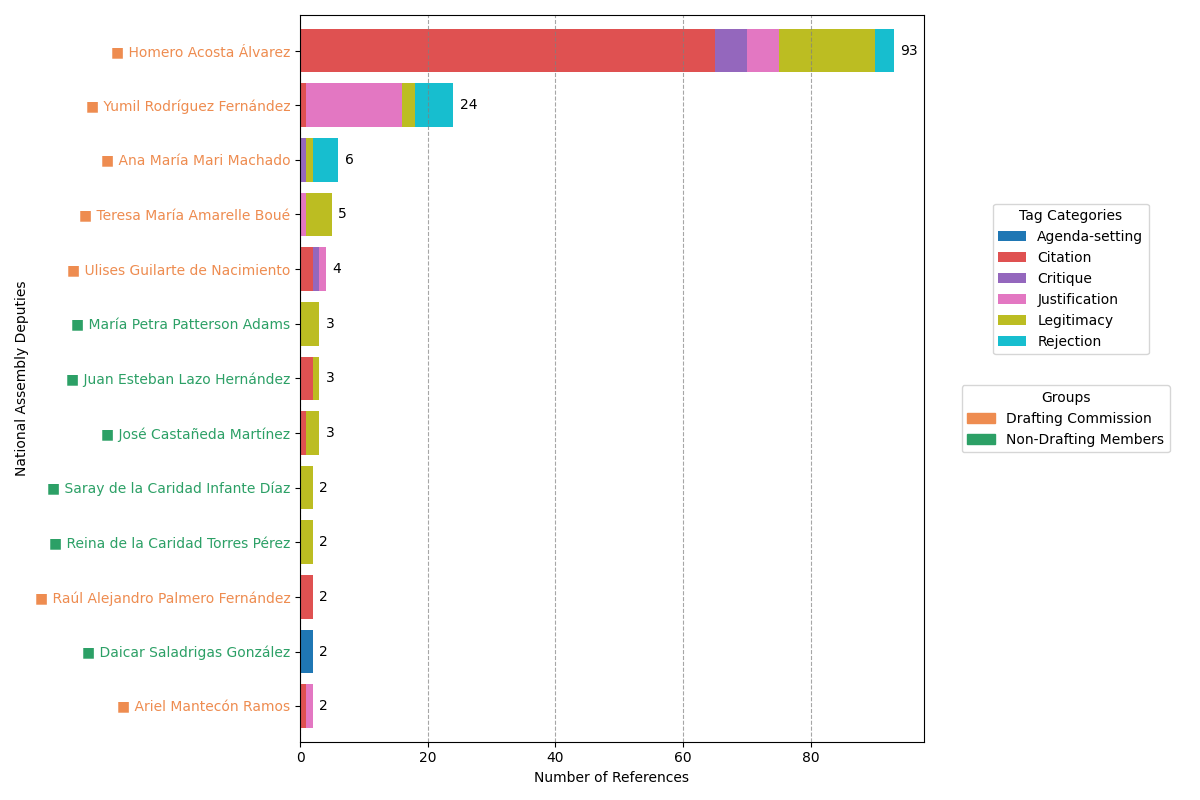 National Assembly Deputies
■ Homero Acosta Álvarez 93
■ Yumil Rodríguez Fernández 24
■ Ana María Mari Machado 6
■ Teresa María Amarelle Boué 5
■ Ulises Guilarte de Nacimiento 4
■ María Petra Patterson Adams 3
■ Juan Esteban Lazo Hernández 3
■ José Castañeda Martínez 3
■ Saray de la Caridad Infante Díaz 2
■ Reina de la Caridad Torres Pérez 2
■ Raúl Alejandro Palmero Fernández 2
■ Daicar Saladrigas González 2
■ Ariel Mantecón Ramos 2
0 20 40 60 80
Number of References
Tag Categories
Agenda-setting
Citation
Critique
Justification
Legitimacy
Rejection
Groups
Drafting Commission
Non-Drafting Members